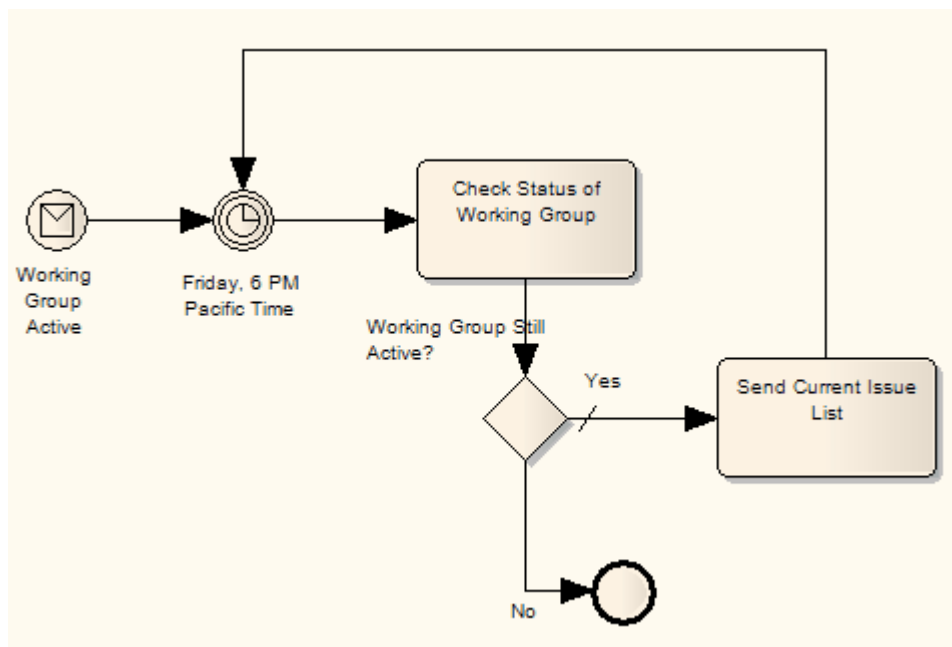 Check Status of
Working Group
Working
Group
Active
Friday, 6 PM
Pacific Time
Working Group Still
Active?
Yes
Send Current Issue
List
No